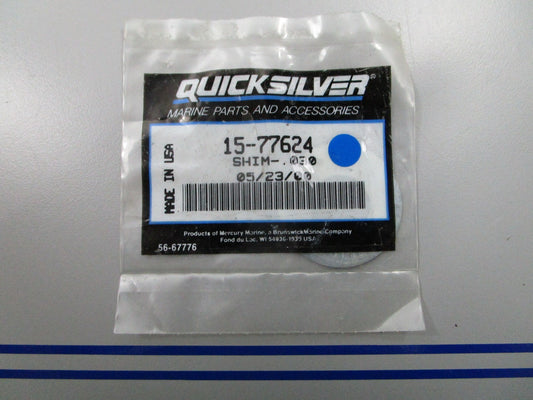 QUICKSILVER®
MARINE PARTS AND ACCESSORIES
MADE IN USA
15-77624
SHIM-.030
05/23/00
Products of Mercury Marine, a Brunswick Marine Company
Fond du Lac, WI 54936-1939 USA
56-67776